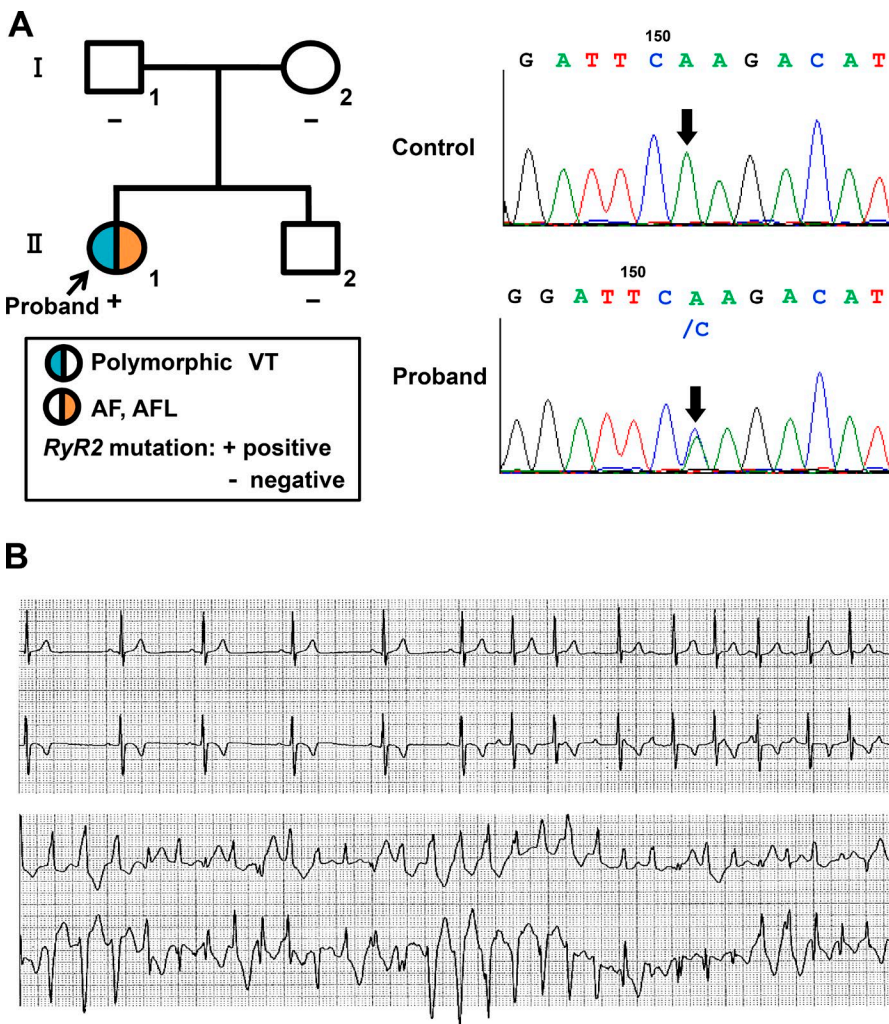 A
I
1
2
-
-
II
1
2
Proband +
-
Polymorphic VT
AF, AFL
RyR2 mutation: + positive
- negative
150
G A T T C A A G A C A T
Control
150
G G A T T C A A G A C A T
/C
Proband
B